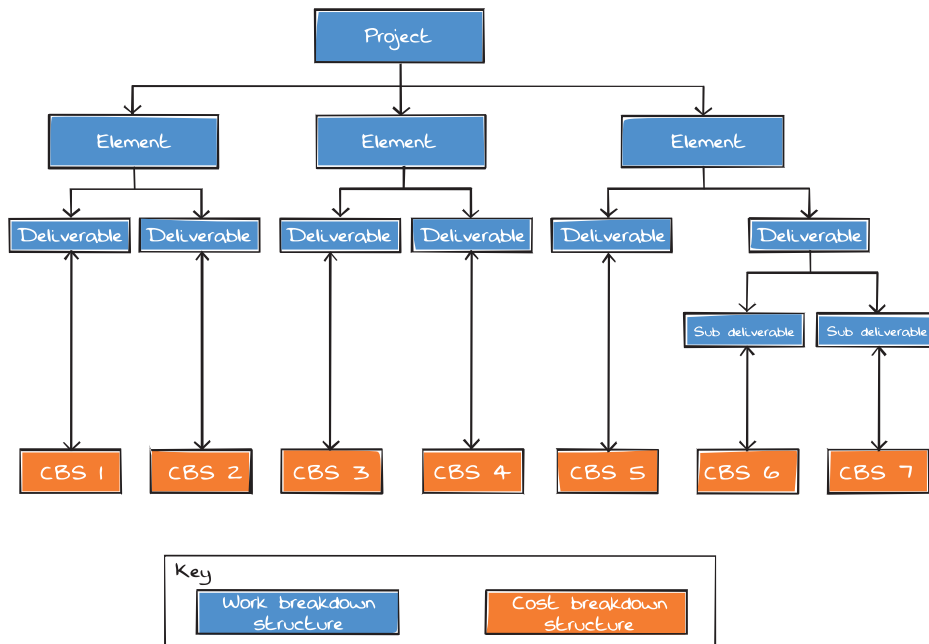 Project
Element Element Element
Deliverable Deliverable Deliverable Deliverable Deliverable Deliverable
Sub deliverable Sub deliverable
CBS 1 CBS 2 CBS 3 CBS 4 CBS 5 CBS 6 CBS 7
Key
Work breakdown
structure
Cost breakdown
structure